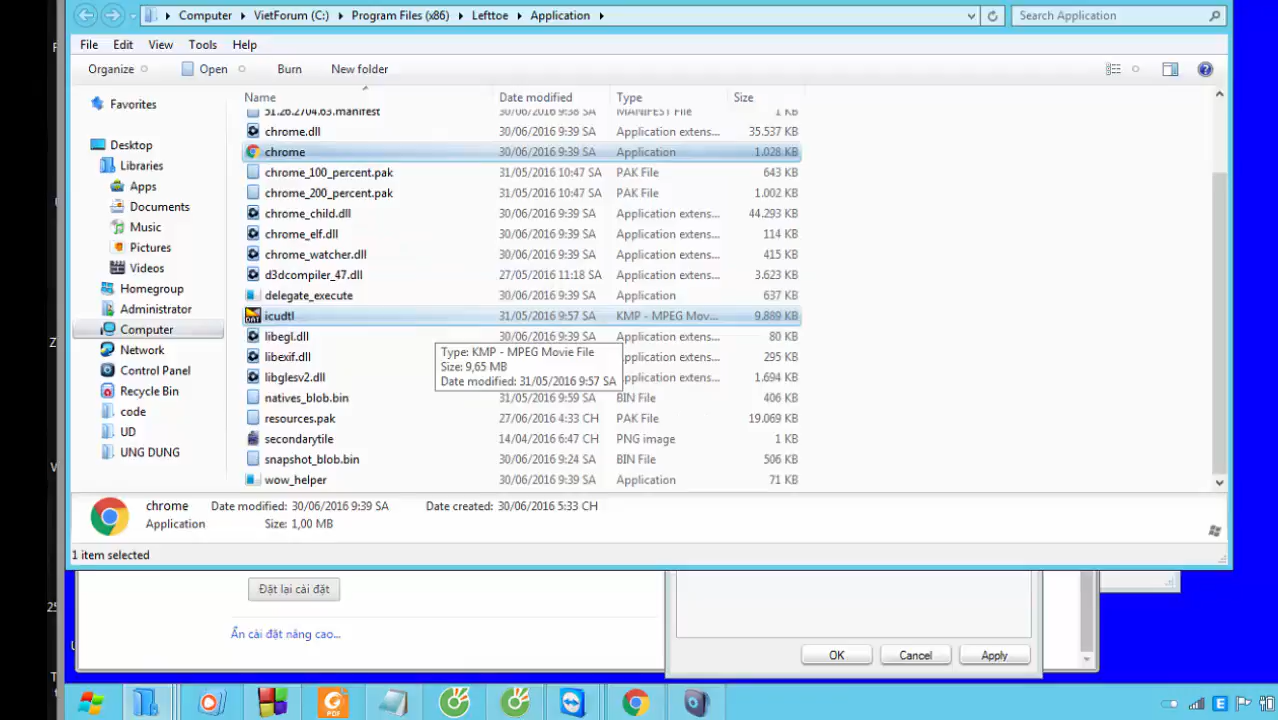 Computer ▸ VietForum (C:) ▸ Program Files (x86) ▸ Lefttoe ▸ Application ▸ Search Application
File Edit View Tools Help
Organize Open Burn New folder
Name Date modified Type Size
51.26.2704.63.manifest 30/06/2016 9:38 SA MANIFEST File 1 KB
chrome.dll 30/06/2016 9:39 SA Application extens... 35.537 KB
chrome 30/06/2016 9:39 SA Application 1.028 KB
chrome_100_percent.pak 31/05/2016 10:47 SA PAK File 643 KB
chrome_200_percent.pak 31/05/2016 10:47 SA PAK File 1.002 KB
chrome_child.dll 30/06/2016 9:39 SA Application extens... 44.293 KB
chrome_elf.dll 30/06/2016 9:39 SA Application extens... 114 KB
chrome_watcher.dll 30/06/2016 9:39 SA Application extens... 415 KB
d3dcompiler_47.dll 27/05/2016 11:18 SA Application extens... 3.623 KB
delegate_execute 30/06/2016 9:39 SA Application 637 KB
icudtl 31/05/2016 9:57 SA KMP - MPEG Mov... 9.889 KB
libegl.dll 30/06/2016 9:39 SA Application extens... 80 KB
libexif.dll Application extens... 295 KB
libglesv2.dll Application extens... 1.694 KB
natives_blob.bin 31/05/2016 9:59 SA BIN File 406 KB
resources.pak 27/06/2016 4:33 CH PAK File 19.069 KB
secondarytile 14/04/2016 6:47 CH PNG image 1 KB
snapshot_blob.bin 30/06/2016 9:24 SA BIN File 506 KB
wow_helper 30/06/2016 9:39 SA Application 71 KB
Type: KMP - MPEG Movie File
Size: 9,65 MB
Date modified: 31/05/2016 9:57 SA
Favorites
Desktop
Libraries
Apps
Documents
Music
Pictures
Videos
Homegroup
Administrator
Computer
Network
Control Panel
Recycle Bin
code
UD
UNG DUNG
chrome Date modified: 30/06/2016 9:39 SA Date created: 30/06/2016 5:33 CH
Application Size: 1,00 MB
1 item selected
Đặt lại cài đặt
Ẩn cài đặt nâng cao...
OK Cancel Apply